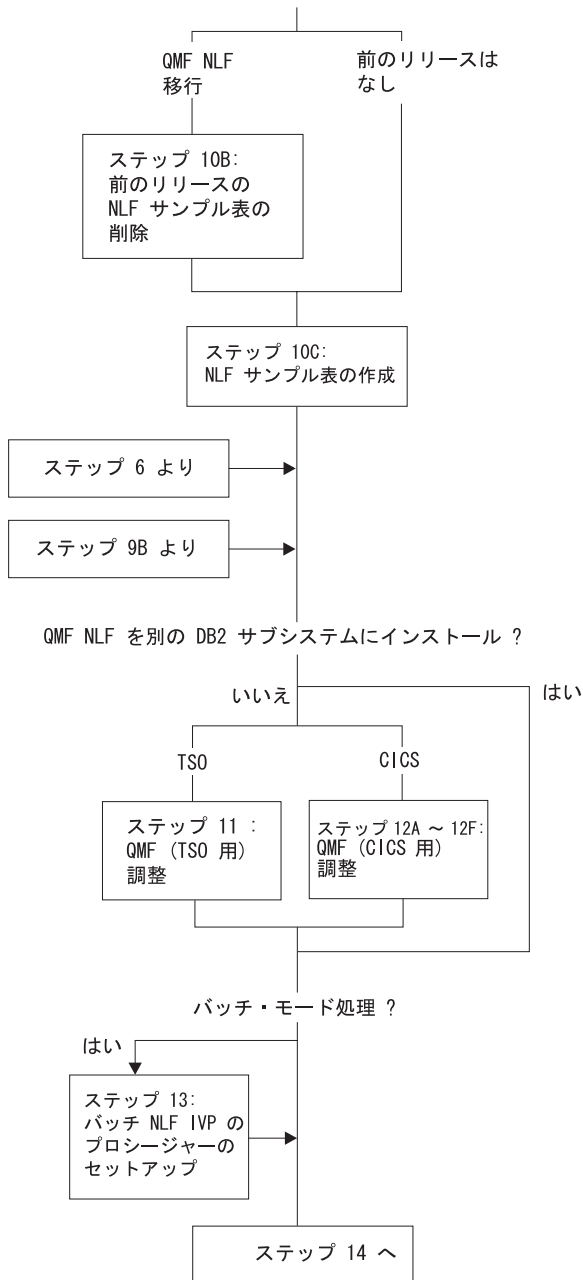 QMF NLF
移行
前のリリースは
なし
ステップ 10B:
前のリリースの
NLF サンプル表の
削除
ステップ 10C:
NLF サンプル表の作成
ステップ 6 より
ステップ 9B より
QMF NLF を別の DB2 サブシステムにインストール ?
いいえ
はい
TSO
CICS
ステップ 11 :
QMF (TSO 用)
調整
ステップ 12A ~ 12F:
QMF (CICS 用)
調整
バッチ・モード処理 ?
はい
ステップ 13:
バッチ NLF IVP の
プロシージャーの
セットアップ
ステップ 14 へ